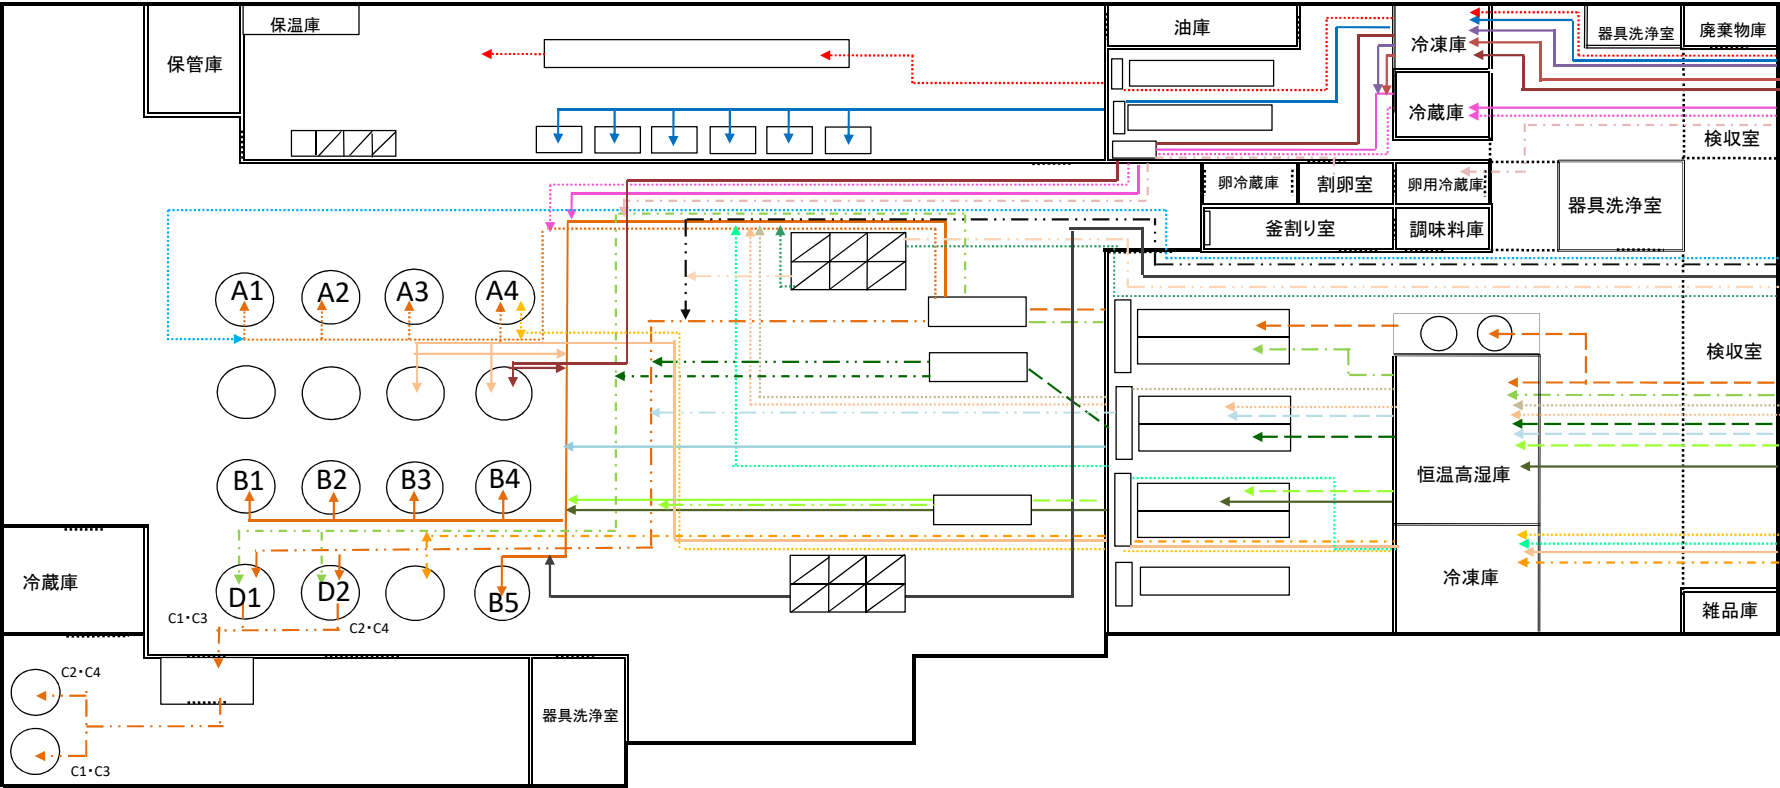 保温庫
油庫
冷凍庫
器具洗浄室
廃棄物庫
保管庫
冷蔵庫
検収室
卵冷蔵庫
割卵室
卵用冷蔵庫
器具洗浄室
釜割り室
調味料庫
A1
A2
A3
A4
検収室
B1
B2
B3
B4
恒温高湿庫
冷蔵庫
冷凍庫
D1
D2
B5
雑品庫
C1・C3
C2・C4
C2・C4
器具洗浄室
C1・C3